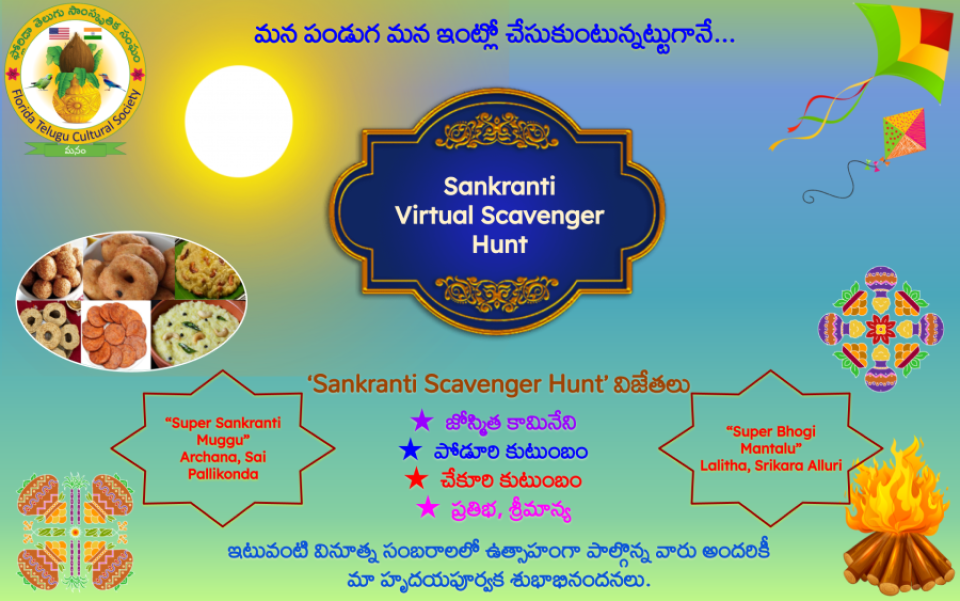 ఫ్లోరిడా తెలుగు సాంస్కృతిక సంఘం
Florida Telugu Cultural Society
మనసం
మన పండుగ మన ఇంట్లో చేసుకుంటున్నట్టుగానే...
Sankranti
Virtual Scavenger
Hunt
‘Sankranti Scavenger Hunt’ విజేతలు
“Super Sankranti
Muggu”
Archana, Sai
Pallikonda
★ జోస్మిత కామినేని
★ పోడూరి కుటుంబం
★ చేకూరి కుటుంబం
★ ప్రతిభ, శ్రీమాన్య
“Super Bhogi
Mantalu”
Lalitha, Srikara Alluri
ఇటువంటి వినూత్న సంబరాలలో ఉత్సాహంగా పాల్గొన్న వారు అందరికీ
మా హృదయపూర్వక శుభాభినందనలు.